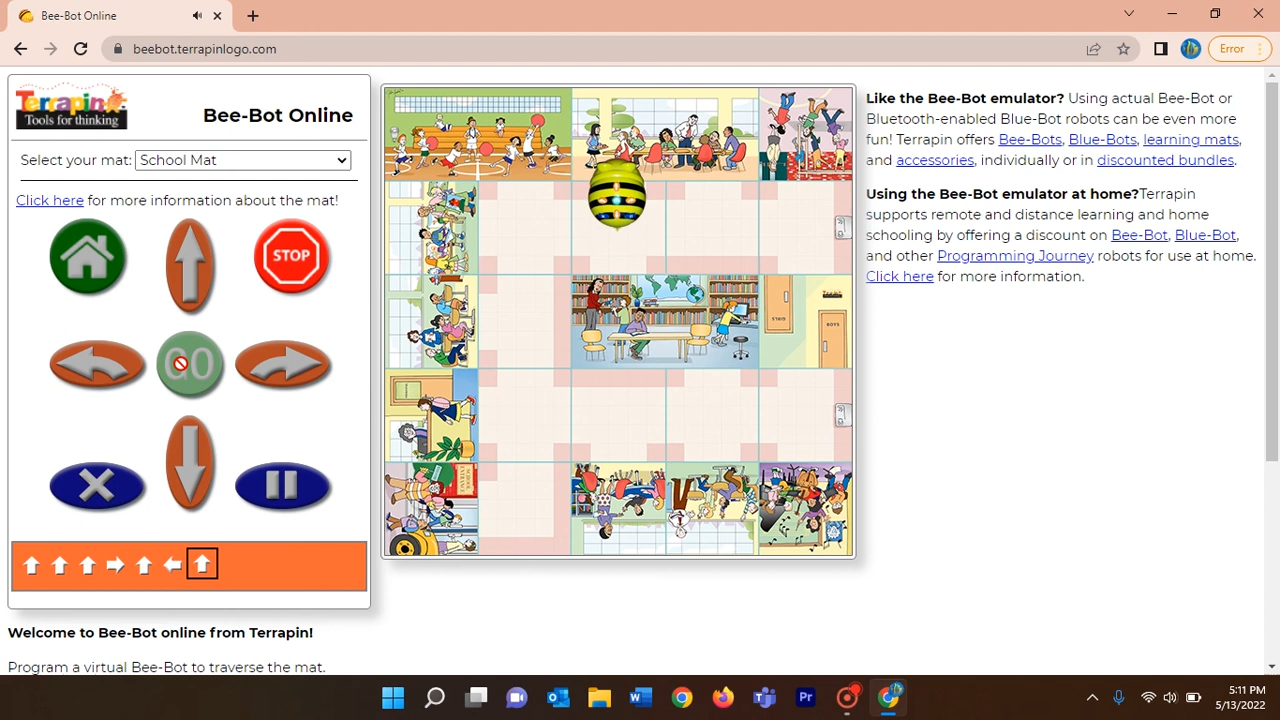 Bee-Bot Online
beebot.terrapinlogo.com
Error
Terrapin
Tools for thinking
Bee-Bot Online
Select your mat: School Mat
Click here for more information about the mat!
STOP
GO
Welcome to Bee-Bot online from Terrapin!
Program a virtual Bee-Bot to traverse the mat.
BOYS
Like the Bee-Bot emulator? Using actual Bee-Bot or
Bluetooth-enabled Blue-Bot robots can be even more
fun! Terrapin offers Bee-Bots, Blue-Bots, learning mats,
and accessories, individually or in discounted bundles.
Using the Bee-Bot emulator at home?Terrapin
supports remote and distance learning and home
schooling by offering a discount on Bee-Bot, Blue-Bot,
and other Programming Journey robots for use at home.
Click here for more information.
5:11 PM
5/13/2022